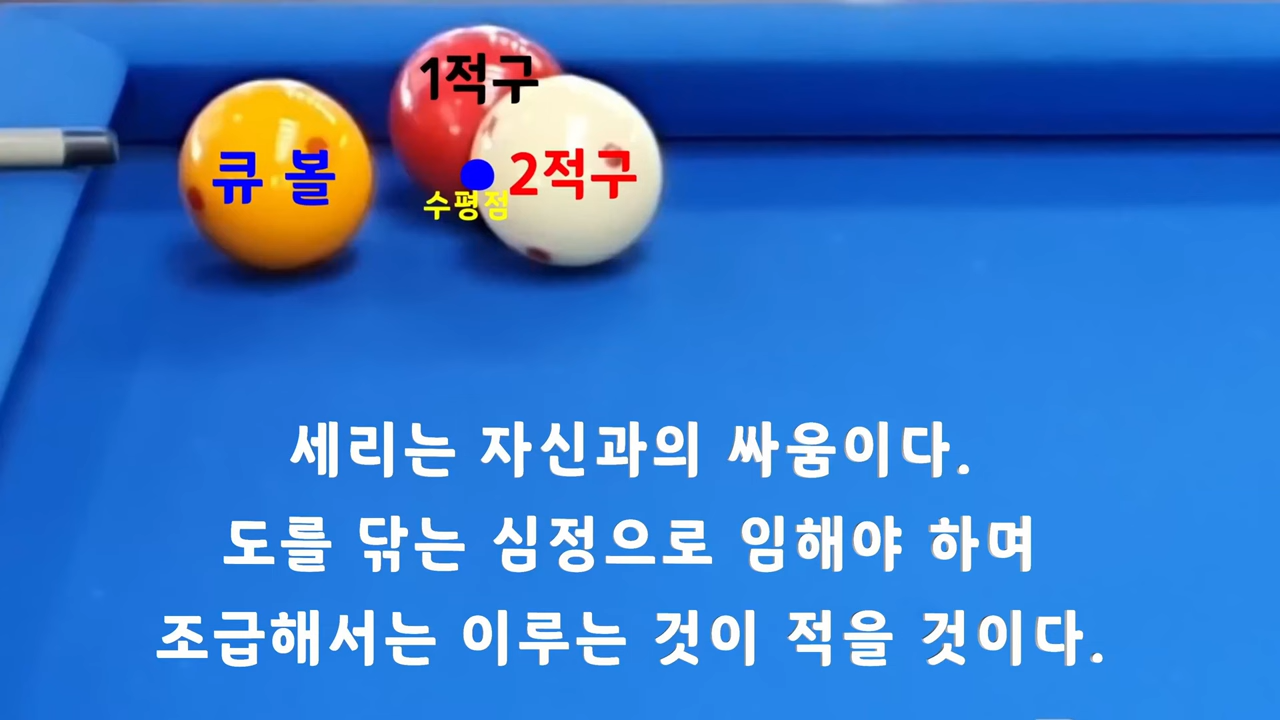 1적구
큐 볼
2적구
수평점
세리는 자신과의 싸움이다.
도를 닦는 심정으로 임해야 하며
조급해서는 이루는 것이 적을 것이다.